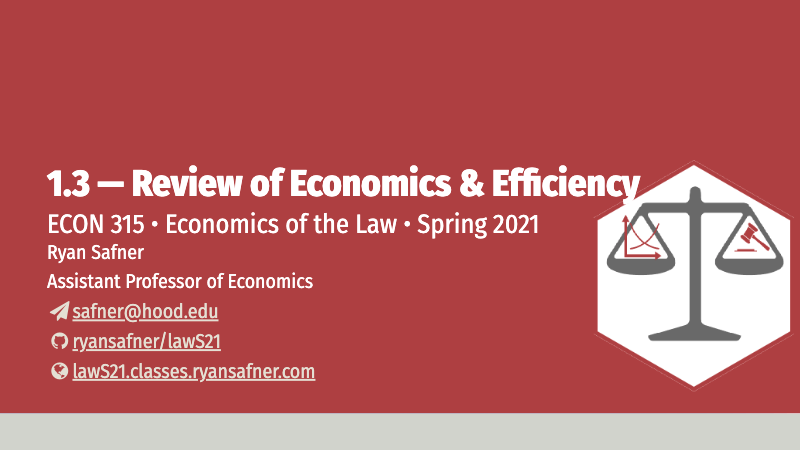 1.3 — Review of Economics & Efficiency
ECON 315 • Economics of the Law • Spring 2021
Ryan Safner
Assistant Professor of Economics
safner@hood.edu
ryansafner/lawS21
lawS21.classes.ryansafner.com